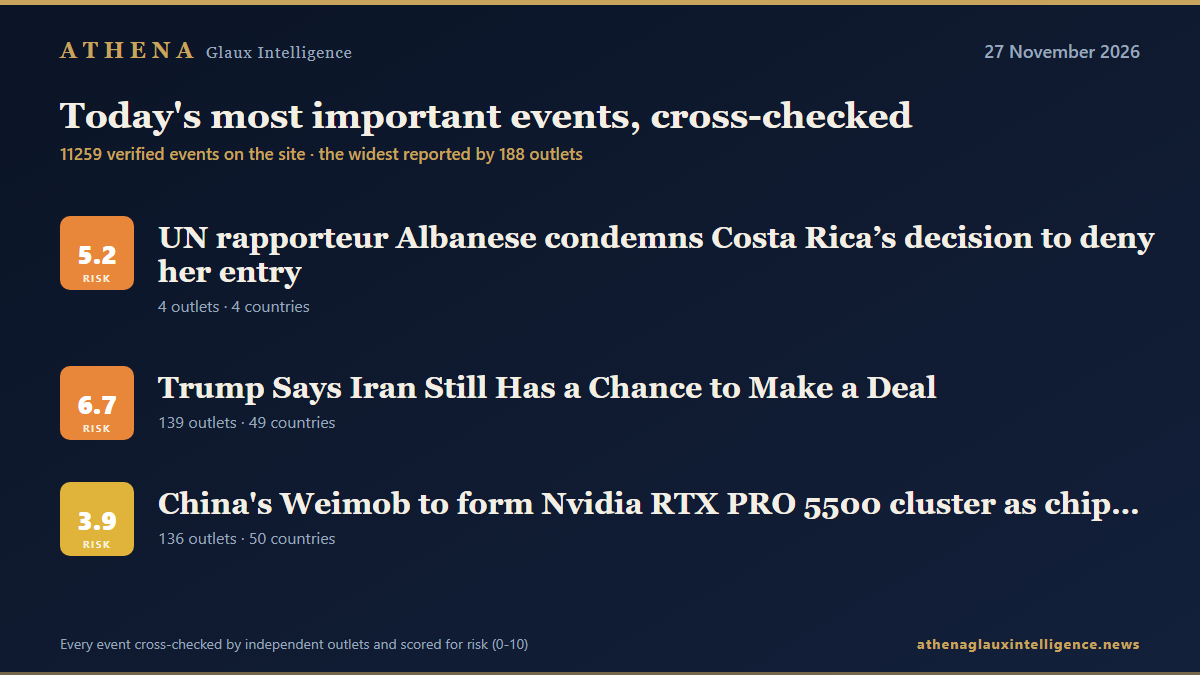 ATHENA Glaux Intelligence
27 November 2026
Today's most important events, cross-checked
11259 verified events on the site · the widest reported by 188 outlets
5.2
RISK
UN rapporteur Albanese condemns Costa Rica’s decision to deny
her entry
4 outlets · 4 countries
6.7
RISK
Trump Says Iran Still Has a Chance to Make a Deal
139 outlets · 49 countries
3.9
RISK
China's Weimob to form Nvidia RTX PRO 5500 cluster as chip...
136 outlets · 50 countries
Every event cross-checked by independent outlets and scored for risk (0-10)
athenaglauxintelligence.news